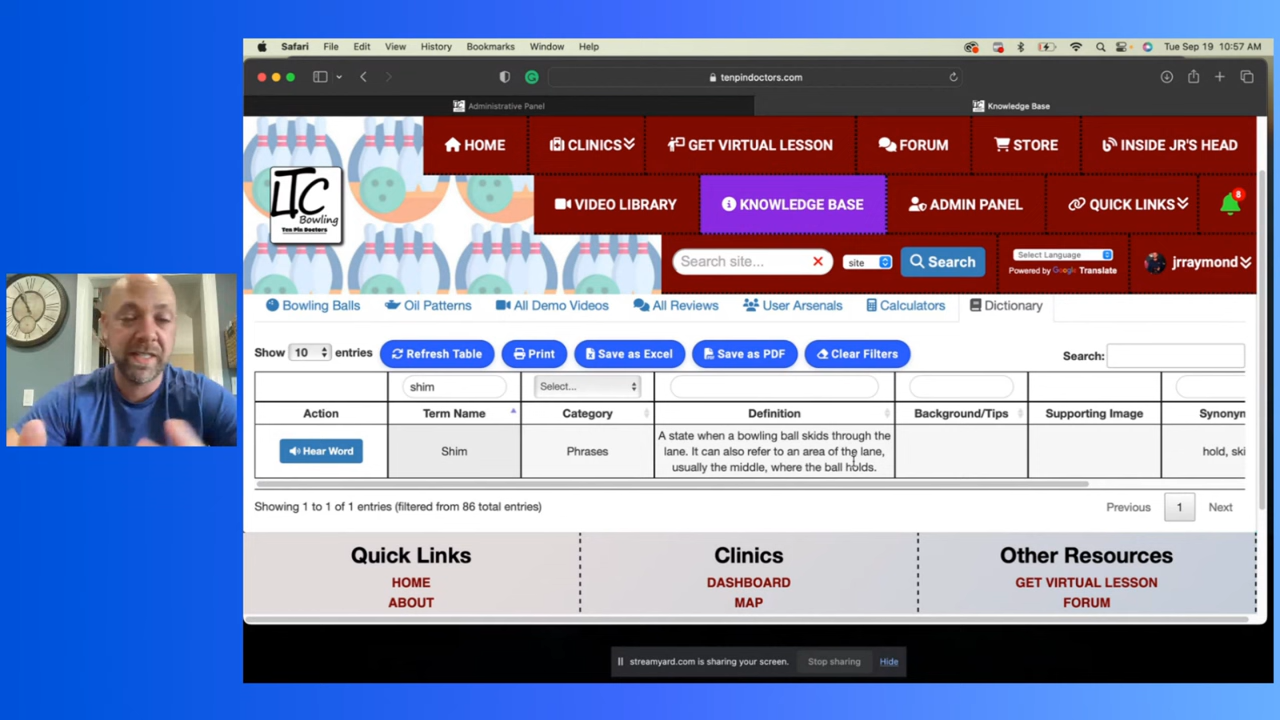 Safari File Edit View History Bookmarks Window Help Tue Sep 19 10:57 AM
tenpindoctors.com
Administrative Panel Knowledge Base
HOME CLINICS GET VIRTUAL LESSON FORUM STORE INSIDE JR'S HEAD
LTC
Bowling
Ten Pin Doctors
VIDEO LIBRARY KNOWLEDGE BASE ADMIN PANEL QUICK LINKS 8
Search site... site Search Select Language jrraymond
Powered by Google Translate
Bowling Balls Oil Patterns All Demo Videos All Reviews User Arsenals Calculators Dictionary
Show 10 entries Refresh Table Print Save as Excel Save as PDF Clear Filters Search:
shim Select...
Action Term Name Category Definition Background/Tips Supporting Image Synonyn
Hear Word Shim Phrases A state when a bowling ball skids through the
lane. It can also refer to an area of the lane, hold, ski
usually the middle, where the ball holds.
Showing 1 to 1 of 1 entries (filtered from 86 total entries) Previous 1 Next
Quick Links Clinics Other Resources
HOME DASHBOARD GET VIRTUAL LESSON
ABOUT MAP FORUM
streamyard.com is sharing your screen. Stop sharing Hide